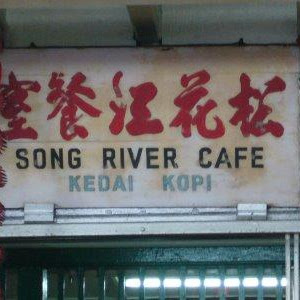 松花江餐室
SONG RIVER CAFE
KEDAI KOPI